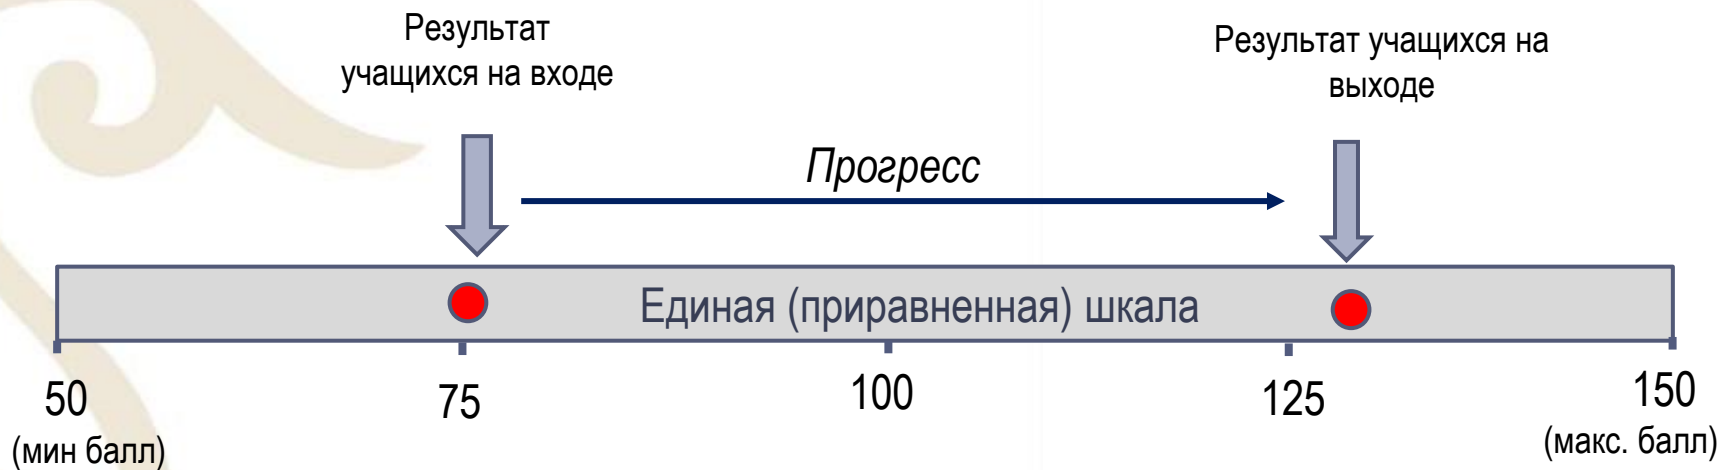 Результат
учащихся на входе
Результат учащихся на
выходе
Прогресс
Единая (приравненная) шкала
50
(мин балл)
75
100
125
150
(макс. балл)